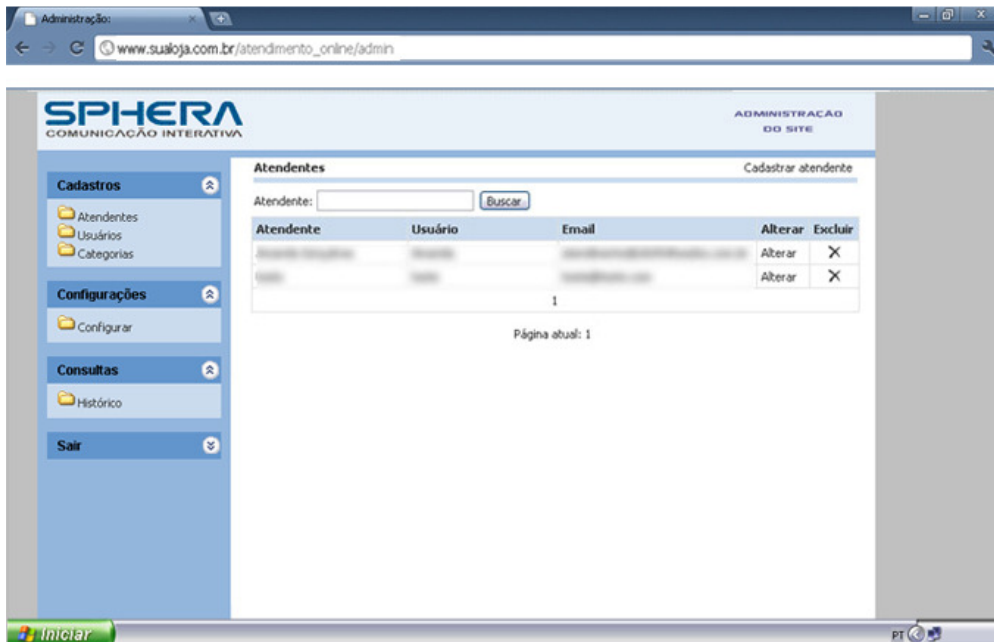 Administração:
www.sualoja.com.br/atendimento_online/admin
SPHERA
COMUNICAÇÃO INTERATIVA
ADMINISTRAÇÃO
DO SITE
Cadastros
Atendentes
Usuários
Categorias
Configurações
Configurar
Consultas
Histórico
Sair
Atendentes Cadastrar atendente
Atendente: Buscar
Atendente Usuário Email Alterar Excluir
Alterar
Alterar
1
Página atual: 1
Iniciar PT